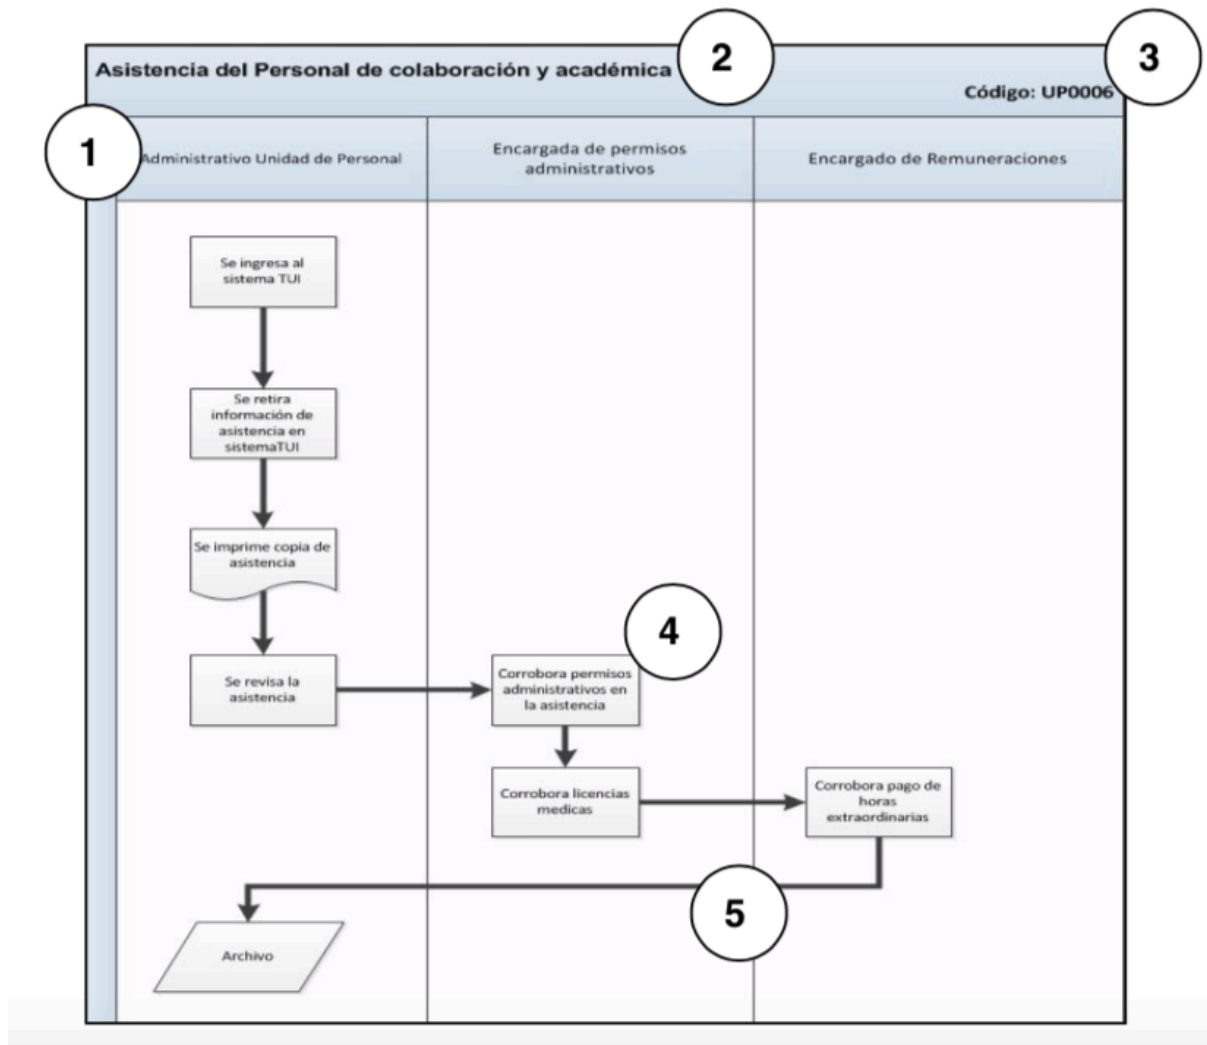 2
3
Asistencia del Personal de colaboración y académica
Código: UP0006
1
Administrativo Unidad de Personal
Encargada de permisos
administrativos
Encargado de Remuneraciones
Se ingresa al
sistema TUI
Se retira
información de
asistencia en
sistemaTUI
Se imprime copia de
asistencia
4
Se revisa la
asistencia
Corrobora permisos
administrativos en
la asistencia
Corrobora licencias
medicas
Corrobora pago de
horas
extraordinarias
5
Archivo